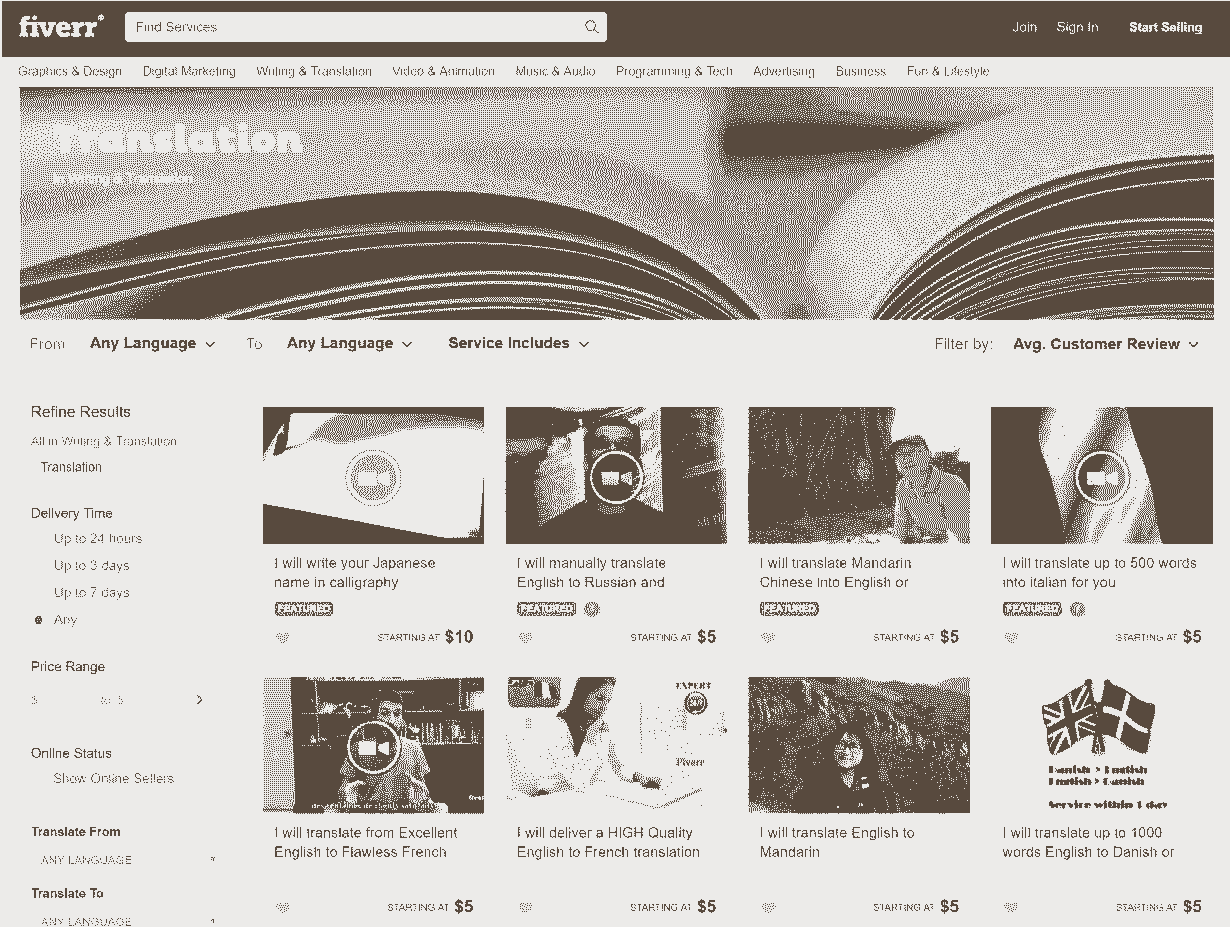 fiverr
Find Services
Join Sign In Start Selling
Graphics & Design Digital Marketing Writing & Translation Video & Animation Music & Audio Programming & Tech Advertising Business Fun & Lifestyle
Translation
in Writing & Translation
From Any Language To Any Language Service Includes Filter by: Avg. Customer Review
Refine Results
All in Writing & Translation
Translation
Delivery Time
Up to 24 hours
Up to 3 days
Up to 7 days
Any
Price Range
$ to $
Online Status
Show Online Sellers
Translate From
ANY LANGUAGE
Translate To
ANY LANGUAGE
I will write your Japanese
name in calligraphy
FEATURED
STARTING AT $10
I will manually translate
English to Russian and
FEATURED
STARTING AT $5
I will translate Mandarin
Chinese into English or
FEATURED
STARTING AT $5
I will translate up to 500 words
into italian for you
FEATURED
STARTING AT $5
I will translate from Excellent
English to Flawless French
STARTING AT $5
EXPERT
Fiverr
I will deliver a HIGH Quality
English to French translation
STARTING AT $5
I will translate English to
Mandarin
STARTING AT $5
Danish > English
English > Danish
Service within 1 day
I will translate up to 1000
words English to Danish or
STARTING AT $5